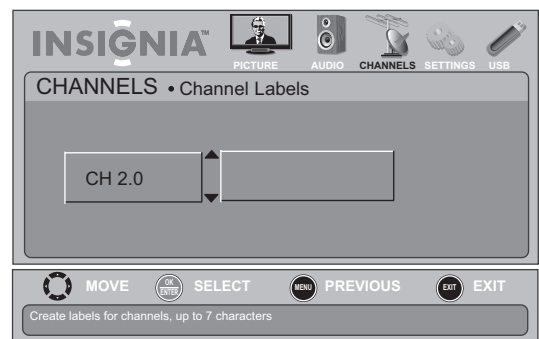 INSIGNIA™
PICTURE AUDIO CHANNELS SETTINGS USB
CHANNELS • Channel Labels
CH 2.0
MOVE OK ENTER SELECT MENU PREVIOUS EXIT EXIT
Create labels for channels, up to 7 characters